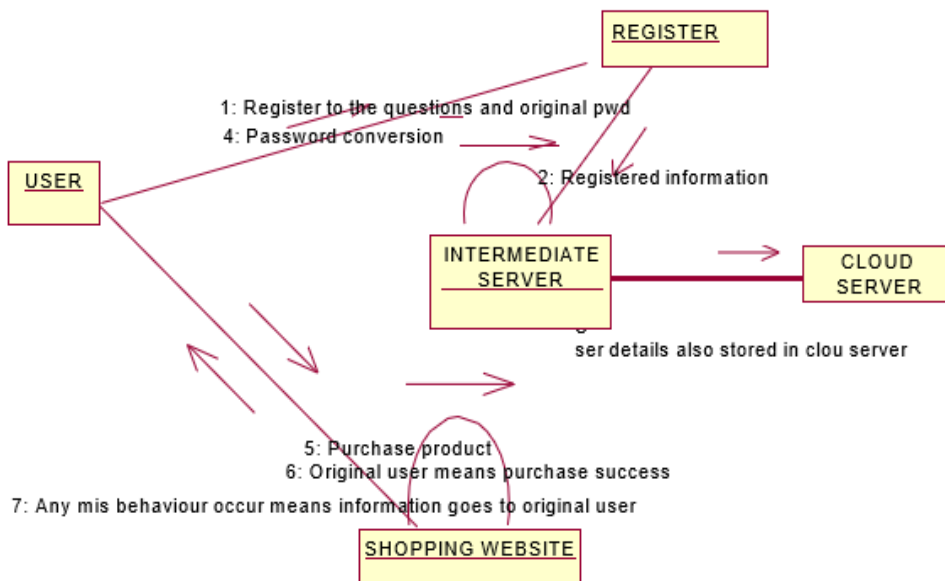 REGISTER
1: Register to the questions and original pwd
4: Password conversion
USER
2: Registered information
INTERMEDIATE
SERVER
CLOUD
SERVER
ser details also stored in clou server
5: Purchase product
6: Original user means purchase success
7: Any mis behaviour occur means information goes to original user
SHOPPING WEBSITE